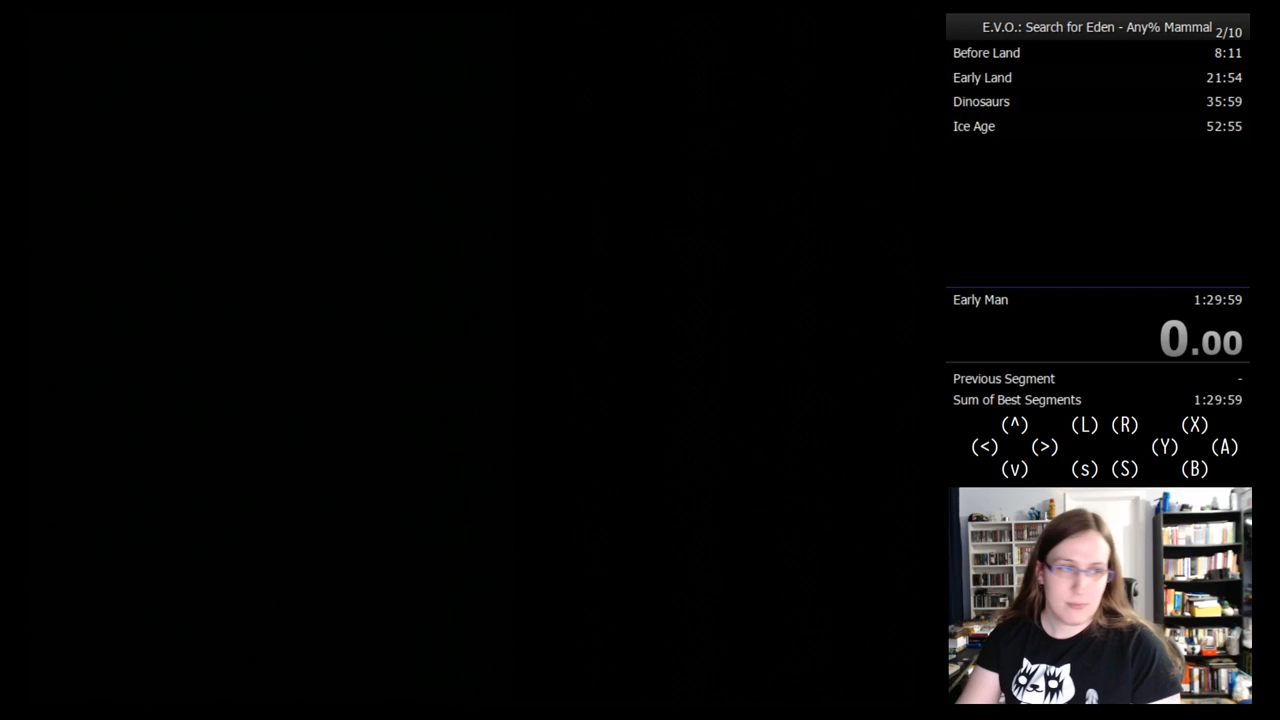 E.V.O.: Search for Eden - Any% Mammal 2/10
Before Land 8:11
Early Land 21:54
Dinosaurs 35:59
Ice Age 52:55
Early Man 1:29:59
0.00
Previous Segment -
Sum of Best Segments 1:29:59
(^) (L) (R) (X)
(<) (>) (Y) (A)
(v) (s) (S) (B)